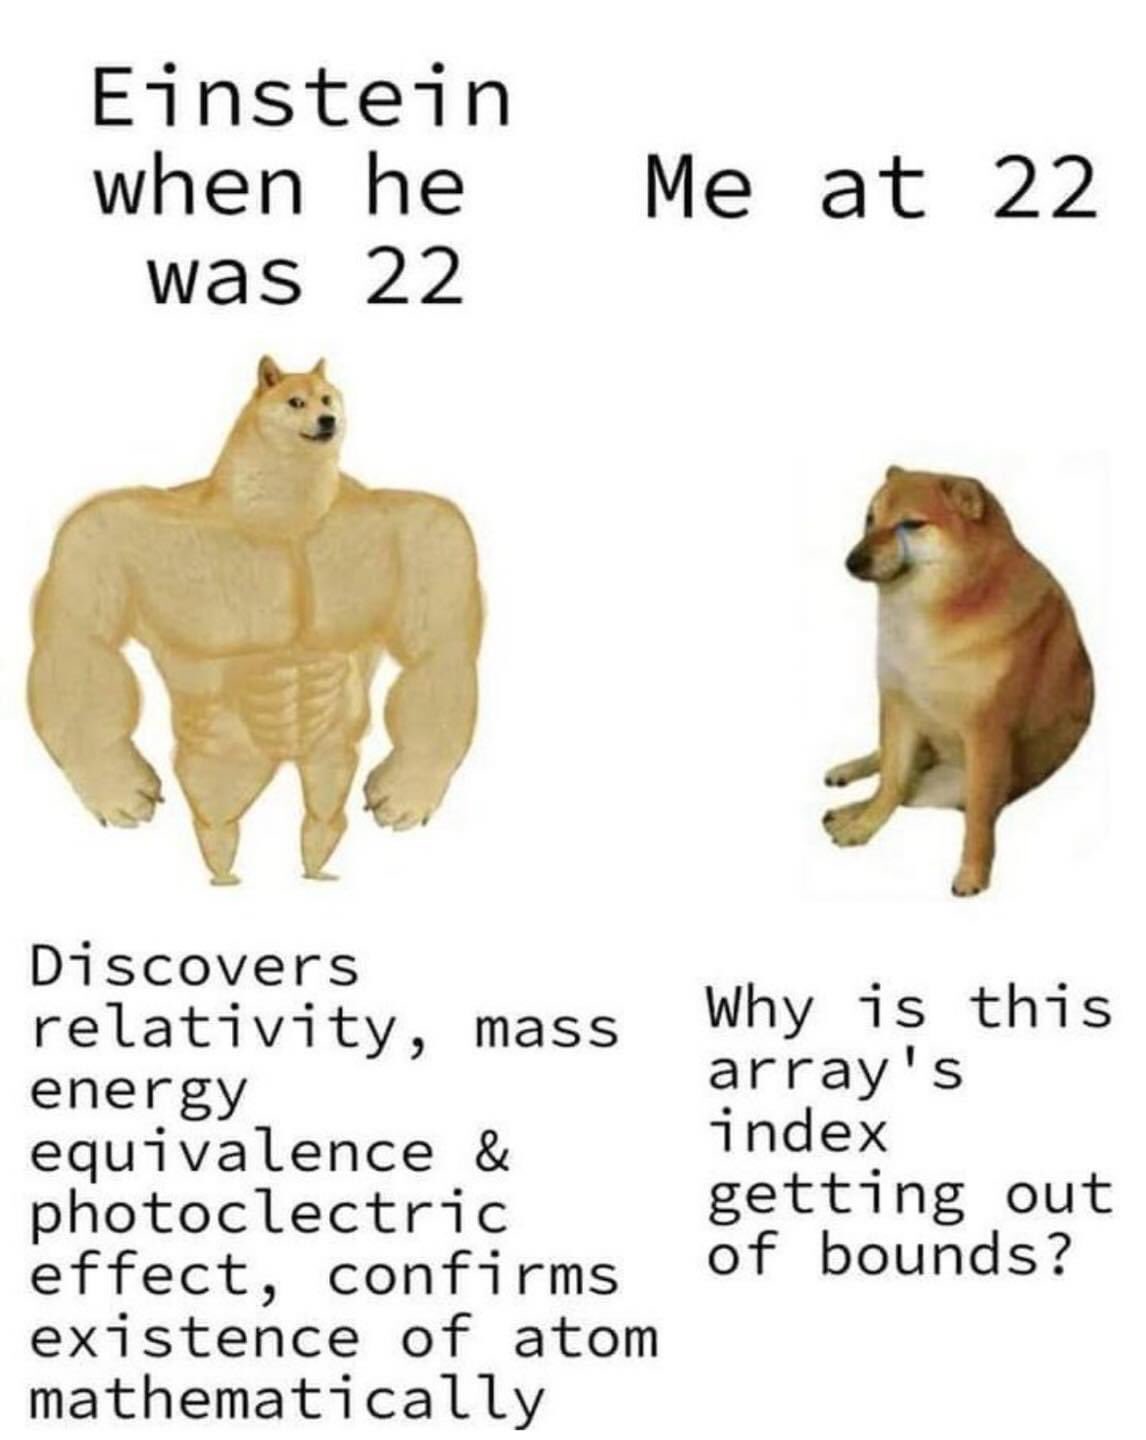 Einstein
when he
was 22
Me at 22
Discovers
relativity, mass
energy
equivalence &
photoclectric
effect, confirms
existence of atom
mathematically
Why is this
array's
index
getting out
of bounds?